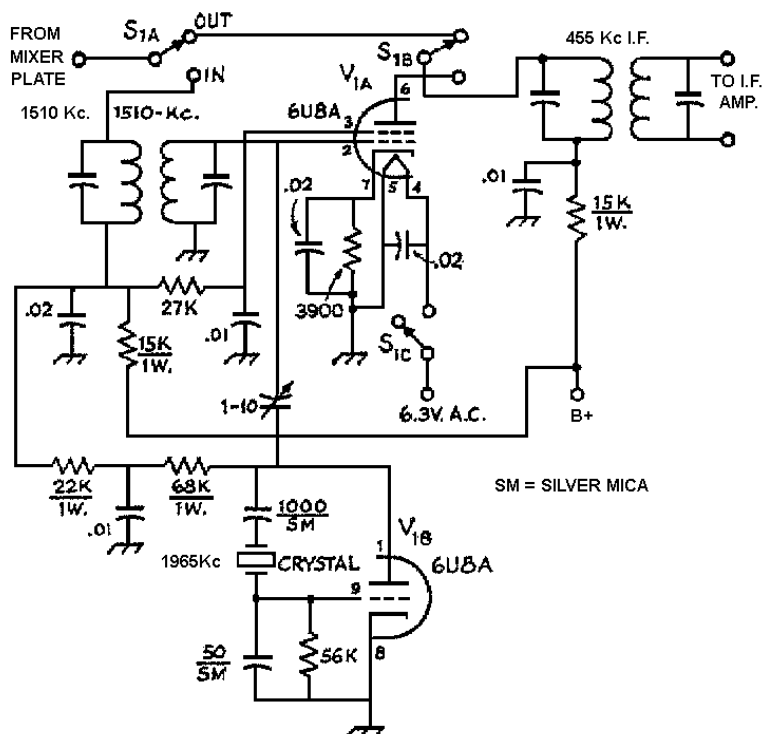 FROM
MIXER
PLATE
S1A
OUT
IN
S1B
455 Kc I.F.
TO I.F.
AMP.
1510 Kc.
1510-Kc.
V1A
6U8A
6
3
2
7
5
4
.02
3900
.02
.01
15K
1W.
.02
27K
.01
15K
1W.
S1C
6.3V. A.C.
B+
1-10
22K
1W.
68K
1W.
.01
1000
SM
SM = SILVER MICA
1965Kc
CRYSTAL
V1B
6U8A
1
9
8
50
SM
56K